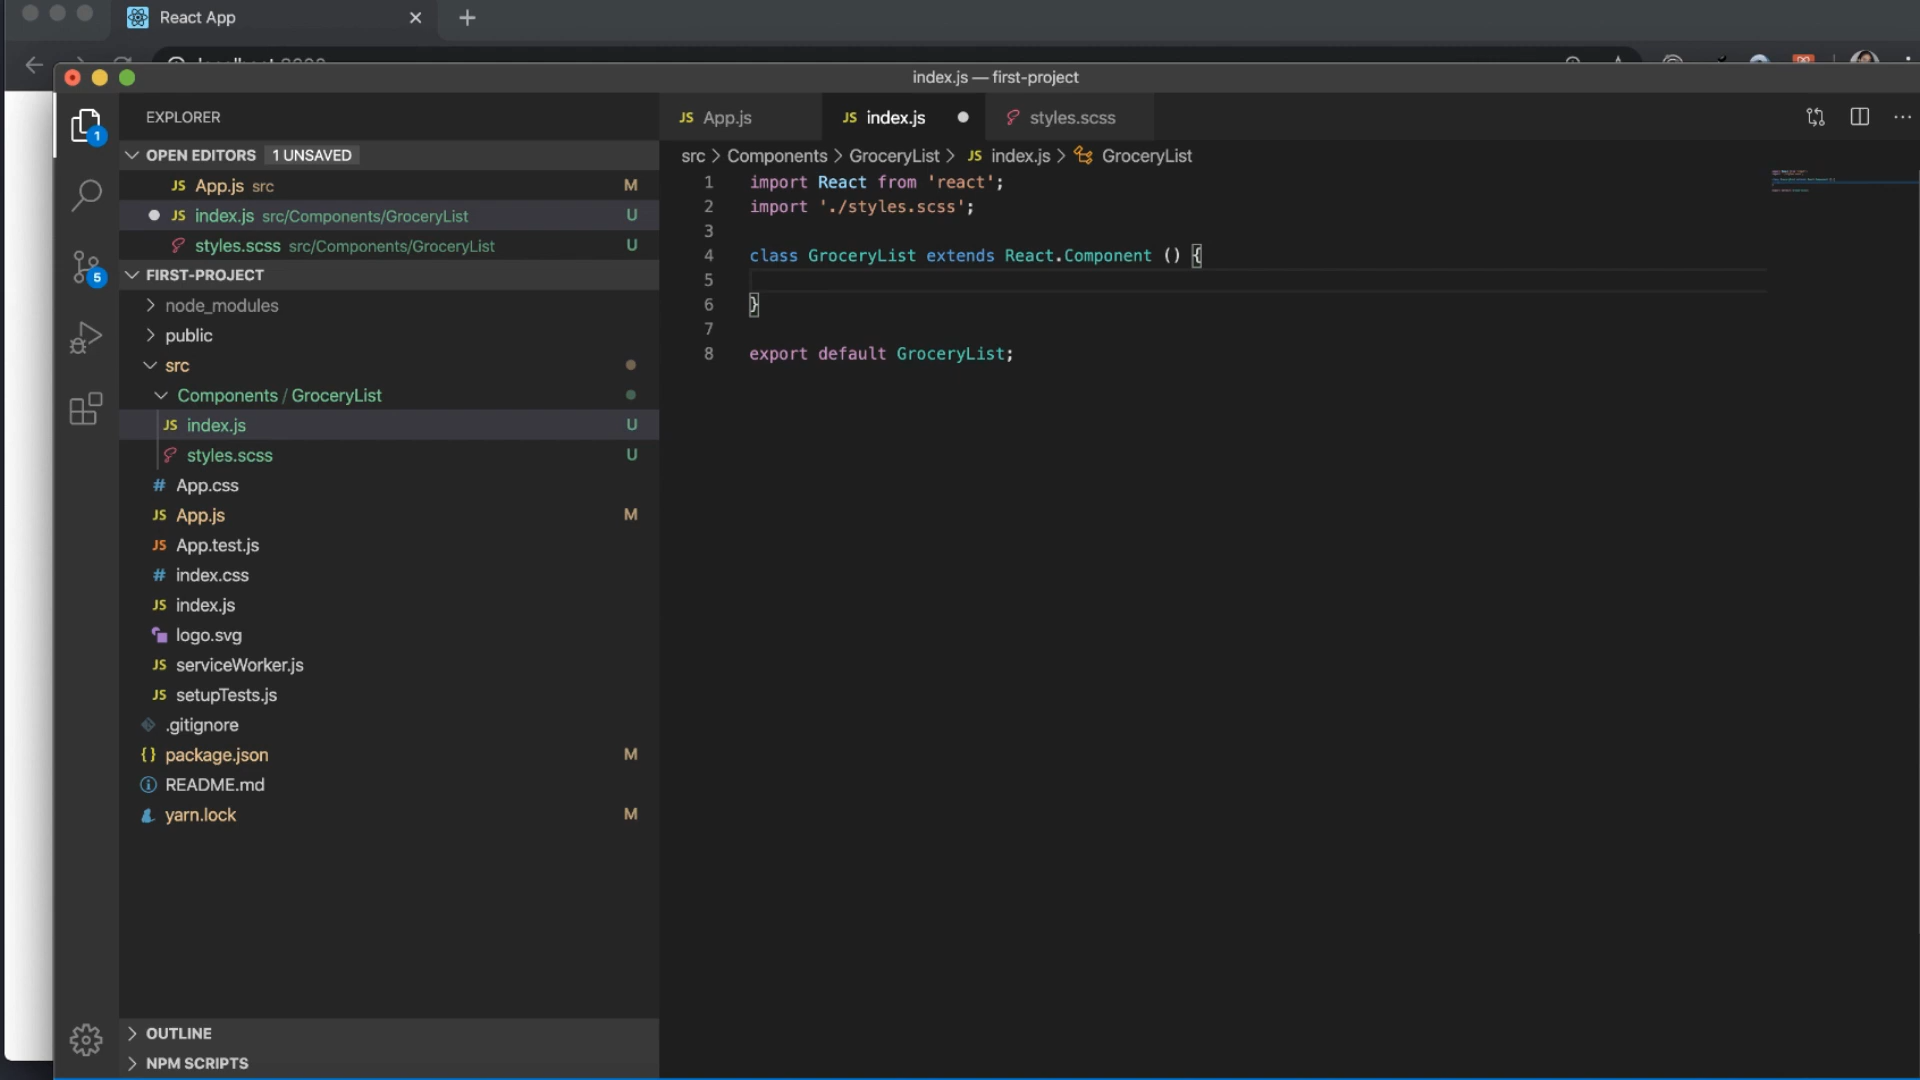 React App
index.js — first-project
EXPLORER
OPEN EDITORS 1 UNSAVED
JS App.js src M
JS index.js src/Components/GroceryList U
styles.scss src/Components/GroceryList U
FIRST-PROJECT
node_modules
public
src
Components / GroceryList
JS index.js U
styles.scss U
# App.css
JS App.js M
JS App.test.js
# index.css
JS index.js
logo.svg
JS serviceWorker.js
JS setupTests.js
.gitignore
{} package.json M
README.md
yarn.lock M
OUTLINE
NPM SCRIPTS
1
5
JS App.js JS index.js styles.scss
src > Components > GroceryList > JS index.js > GroceryList
1 import React from 'react';
2 import './styles.scss';
3
4 class GroceryList extends React.Component () {
5
6 }
7
8 export default GroceryList;